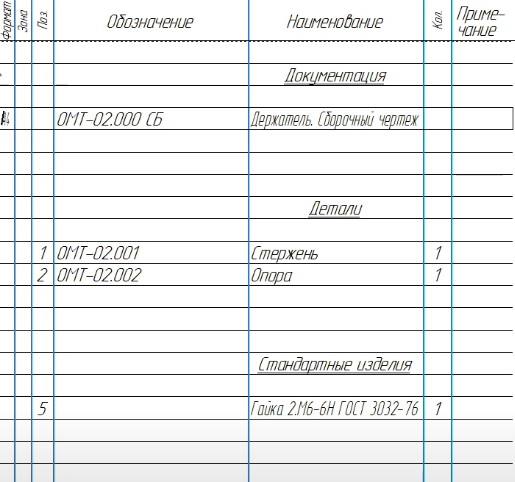 Формат Зона Поз. Обозначение Наименование Кол. Приме-
чание
Документация
А4 ОМТ-02.000 СБ Держатель. Сборочный чертеж
Детали
1 ОМТ-02.001 Стержень 1
2 ОМТ-02.002 Опора 1
Стандартные изделия
5 Гайка 2.М6-6Н ГОСТ 3032-76 1